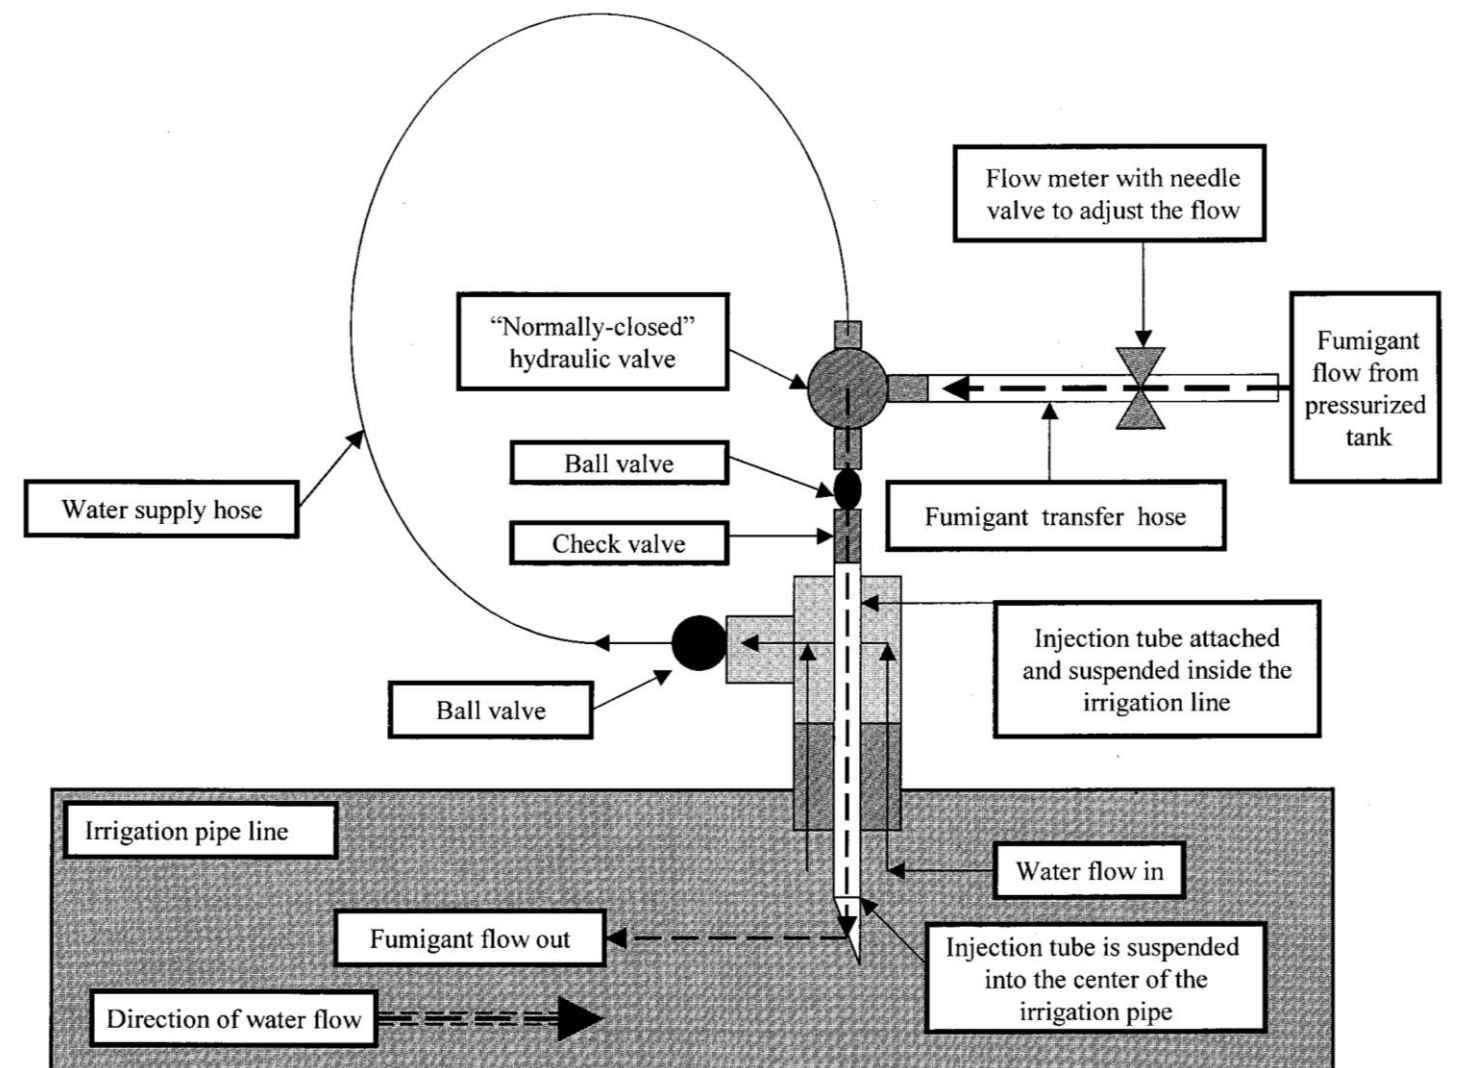 Flow meter with needle
valve to adjust the flow
“Normally-closed”
hydraulic valve
Fumigant
flow from
pressurized
tank
Ball valve
Water supply hose
Fumigant transfer hose
Check valve
Injection tube attached
and suspended inside the
irrigation line
Ball valve
Irrigation pipe line
Water flow in
Fumigant flow out
Injection tube is suspended
into the center of the
irrigation pipe
Direction of water flow